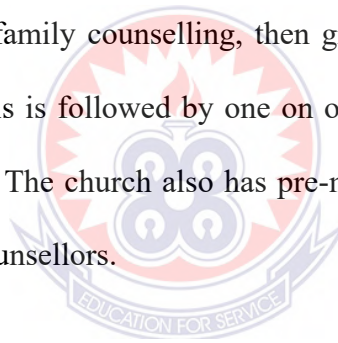 family counselling, then g
s is followed by one on o
The church also has pre-
unsellors.
EDUCATION FOR SERVICE